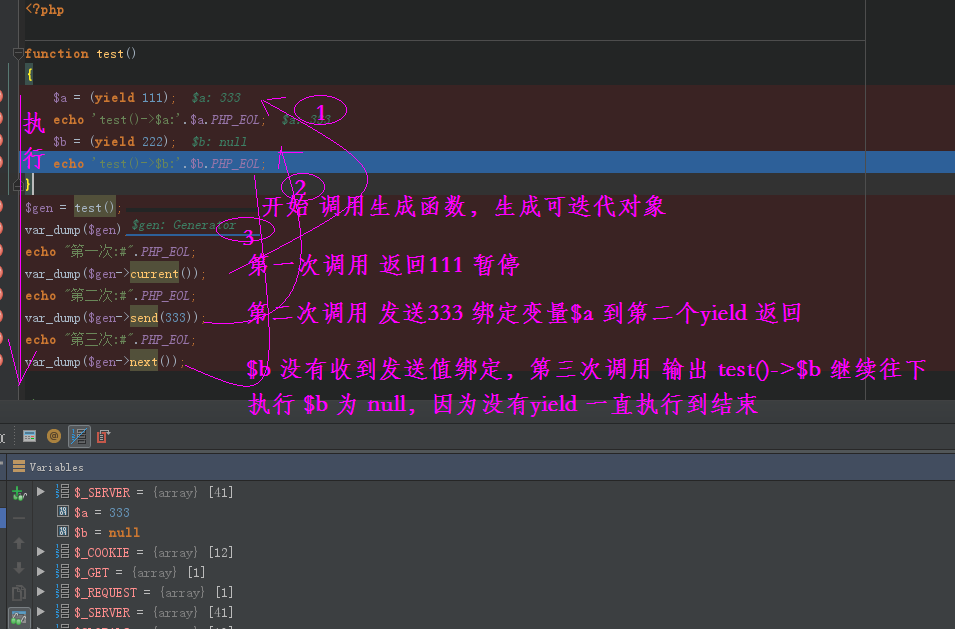 <?php
function test()
{
$a = (yield 111);  $a: 333
1
echo 'test()->$a:'.$a.PHP_EOL;  $a: 333
执
$b = (yield 222);  $b: null
行
echo 'test()->$b:'.$b.PHP_EOL;
2
}
$gen = test();
开始 调用生成函数，生成可迭代对象
var_dump($gen)  $gen: Generator
3
echo "第一次:#".PHP_EOL;
第一次调用 返回111 暂停
var_dump($gen->current());
echo "第二次:#".PHP_EOL;
var_dump($gen->send(333));
第二次调用 发送333 绑定变量$a 到第二个yield 返回
echo "第三次:#".PHP_EOL;
var_dump($gen->next());
$b 没有收到发送值绑定，第三次调用 输出 test()->$b 继续往下
执行 $b 为 null，因为没有yield 一直执行到结束
Variables
$_SERVER = {array} [41]
$a = 333
$b = null
$_COOKIE = {array} [12]
$_GET = {array} [1]
$_REQUEST = {array} [1]
$_SERVER = {array} [41]